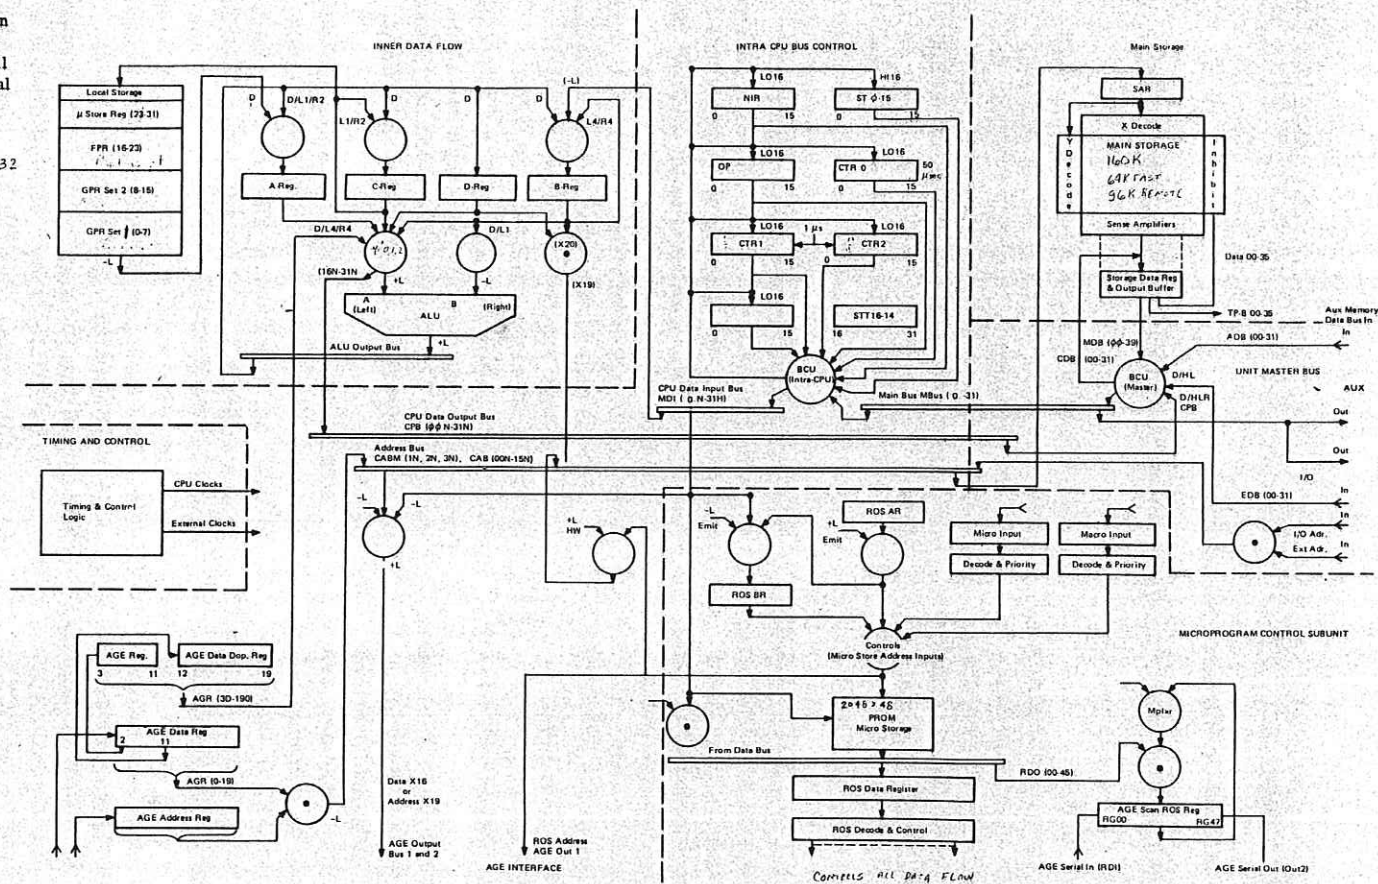 n
l
al
32
INNER DATA FLOW
Local Storage
μ Store Reg (23-31)
FPR (16-23)
GPR Set 2 (8-15)
GPR Set 1 (0-7)
-L
D
D/L1/R2
L1/R2
D
D
D
(-L)
L4/R4
A-Reg.
C-Reg
D-Reg
B-Reg
D/L4/R4
D/L1
(X20)
(X19)
(16N-31N
+L
-L
A
(Left)
B
(Right)
ALU
+L
ALU Output Bus
INTRA CPU BUS CONTROL
LO16
HI16
NIR
ST 0-15
0
15
0
15
LO16
LO16
OP
CTR 0
50
μsec
0
15
0
15
LO16
LO16
CTR1
1 μs
CTR2
0
15
0
15
LO16
STT16-14
0
15
16
31
BCU
(Intra-CPU)
CPU Data Input Bus
Main Bus MBus (0 -31)
Main Storage
SAR
X Decode
Y Decode
MAIN STORAGE
160K
64K FAST
96K REMOTE
Inhibit
Sense Amplifiers
Data 00-35
Storage Data Reg
& Output Buffer
TP-B 00-35
Aux Memory
Data Bus In
In
MDB (00-39)
ADB (00-31)
CDB
(00-31)
BCU
(Master)
D/HL
D/HLR
CPB
UNIT MASTER BUS
AUX
Out
Out
I/O
EDB (00-31)
In
In
I/O Adr.
In
Ext Adr.
CPU Data Output Bus
CPB (00 N-31N)
Address Bus
CABM (1N, 2N, 3N), CAB (00N-15N)
TIMING AND CONTROL
Timing & Control
Logic
CPU Clocks
External Clocks
-L
-L
+L
+L
HW
-L
Emit
+L
Emit
ROS AR
Micro Input
Macro Input
Decode & Priority
Decode & Priority
ROS BR
Controls
(Micro Store Address Inputs)
MICROPROGRAM CONTROL SUBUNIT
AGE Reg.
AGE Data Dop. Reg
3
11
12
19
AGR (3D-190)
AGE Data Reg
2
11
AGR (0-19)
-L
AGE Address Reg
Data X16
or
Address X19
AGE Output
Bus 1 and 2
ROS Address
AGE Out 1
AGE INTERFACE
2048 x 48
PROM
Micro Storage
From Data Bus
RDO (00-45)
Mplxr
ROS Data Register
ROS Decode & Control
AGE Scan ROS Reg
RG00
RG47
AGE Serial In (RDI)
AGE Serial Out (Out2)
CONTROLS ALL DATA FLOW